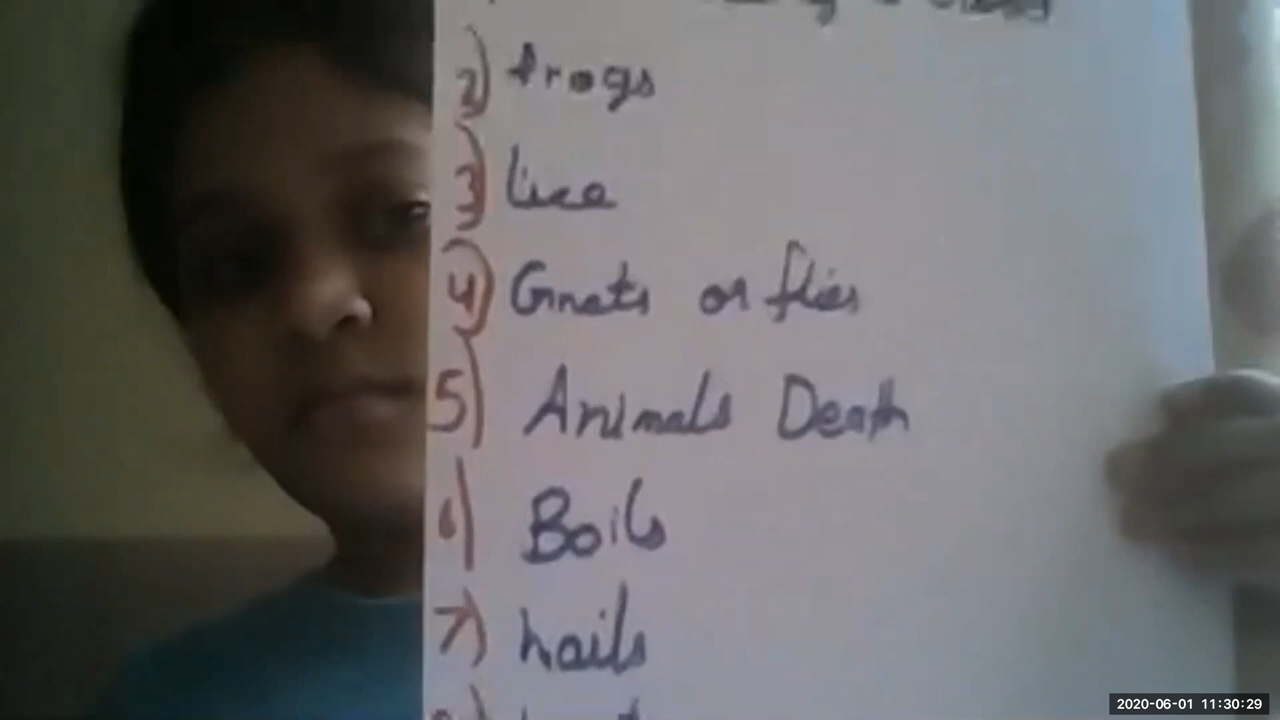 2) frogs
3) lice
4) Gnats or flies
5) Animals Death
6) Boils
7) hails
2020-06-01 11:30:29